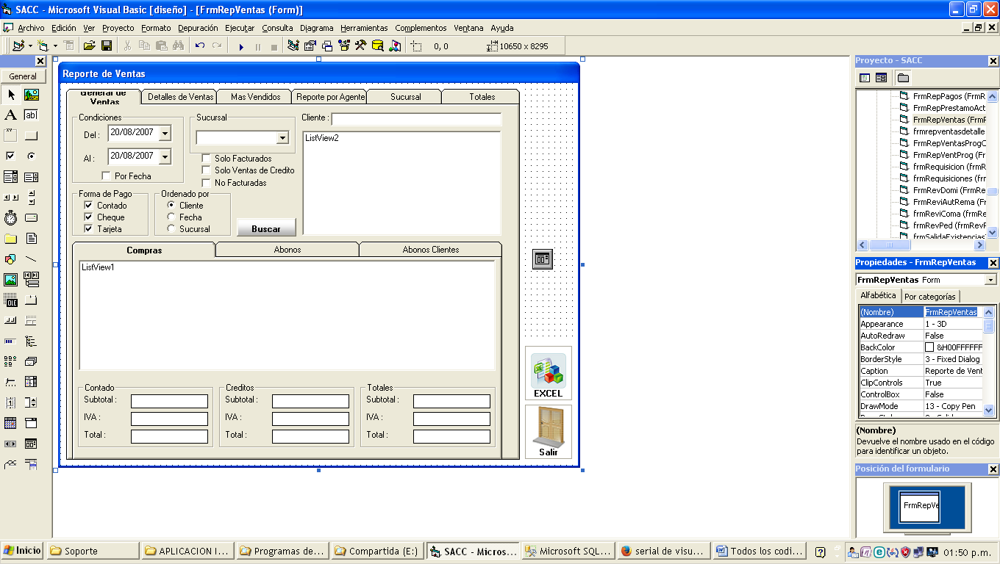 SACC - Microsoft Visual Basic [diseño] - [FrmRepVentas (Form)]
Archivo Edición Ver Proyecto Formato Depuración Ejecutar Consulta Diagrama Herramientas Complementos Ventana Ayuda
0, 0 10650 x 8295
General
Reporte de Ventas
General de Ventas
Detalles de Ventas
Mas Vendidos
Reporte por Agente
Sucursal
Totales
Condiciones
Del : 20/08/2007
Al : 20/08/2007
Por Fecha
Sucursal
Solo Facturados
Solo Ventas de Credito
No Facturadas
Cliente :
ListView2
Forma de Pago
Contado
Cheque
Tarjeta
Ordenado por
Cliente
Fecha
Sucursal
Buscar
Compras
Abonos
Abonos Clientes
ListView1
Contado
Subtotal :
IVA :
Total :
Creditos
Subtotal :
IVA :
Total :
Totales
Subtotal :
IVA :
Total :
EXCEL
Salir
Proyecto - SACC
FrmRepPagos (FrmR
FrmRepPrestamoAct
FrmRepVentas (FrmF
frmrepventasdetalle
FrmRepVentasProgC
FrmRepVentProg (Fr
frmRequisicion (frmR
frmRequisiciones (frm
FrmRevDomi (FrmRe
FrmReviAutRema (Fr
frmReviComa (frmRe
frmRevPed (frmRevP
frmSalidaExistencias
Propiedades - FrmRepVentas
FrmRepVentas Form
Alfabética
Por categorías
(Nombre) FrmRepVentas
Appearance 1 - 3D
AutoRedraw False
BackColor &H00FFFFFF
BorderStyle 3 - Fixed Dialog
Caption Reporte de Vent
ClipControls True
ControlBox False
DrawMode 13 - Copy Pen
(Nombre)
Devuelve el nombre usado en el código
para identificar un objeto.
Posición del formulario
FrmRepVe
Inicio
Soporte
APLICACION I...
Programas de...
Compartida (E:)
SACC - Micros...
Microsoft SQL...
serial de visu...
Todos los codi...
01:50 p.m.